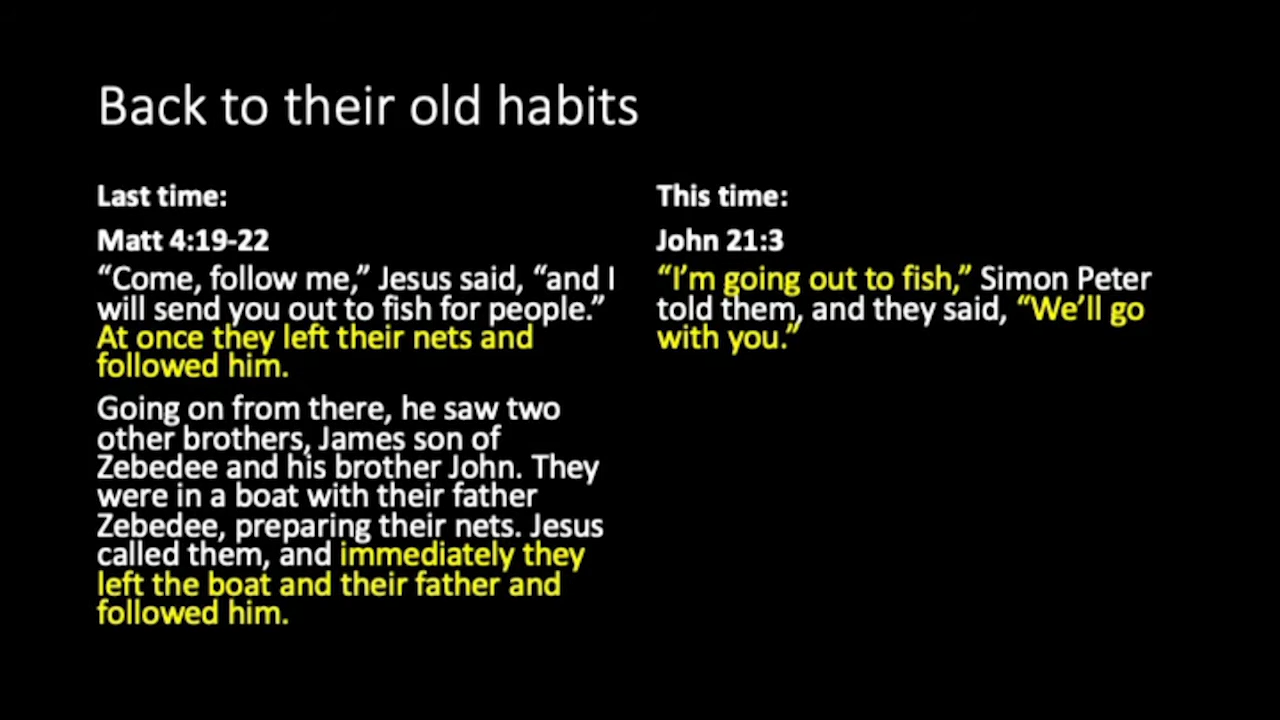 Back to their old habits
Last time:
Matt 4:19-22
“Come, follow me,” Jesus said, “and I
will send you out to fish for people.”
At once they left their nets and
followed him.
Going on from there, he saw two
other brothers, James son of
Zebedee and his brother John. They
were in a boat with their father
Zebedee, preparing their nets. Jesus
called them, and immediately they
left the boat and their father and
followed him.
This time:
John 21:3
“I’m going out to fish,” Simon Peter
told them, and they said, “We’ll go
with you.”